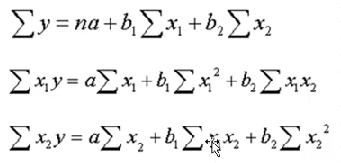 ∑y = na + b₁∑x₁ + b₂∑x₂
∑x₁y = a∑x₁ + b₁∑x₁² + b₂∑x₁x₂
∑x₂y = a∑x₂ + b₁∑x₁x₂ + b₂∑x₂²